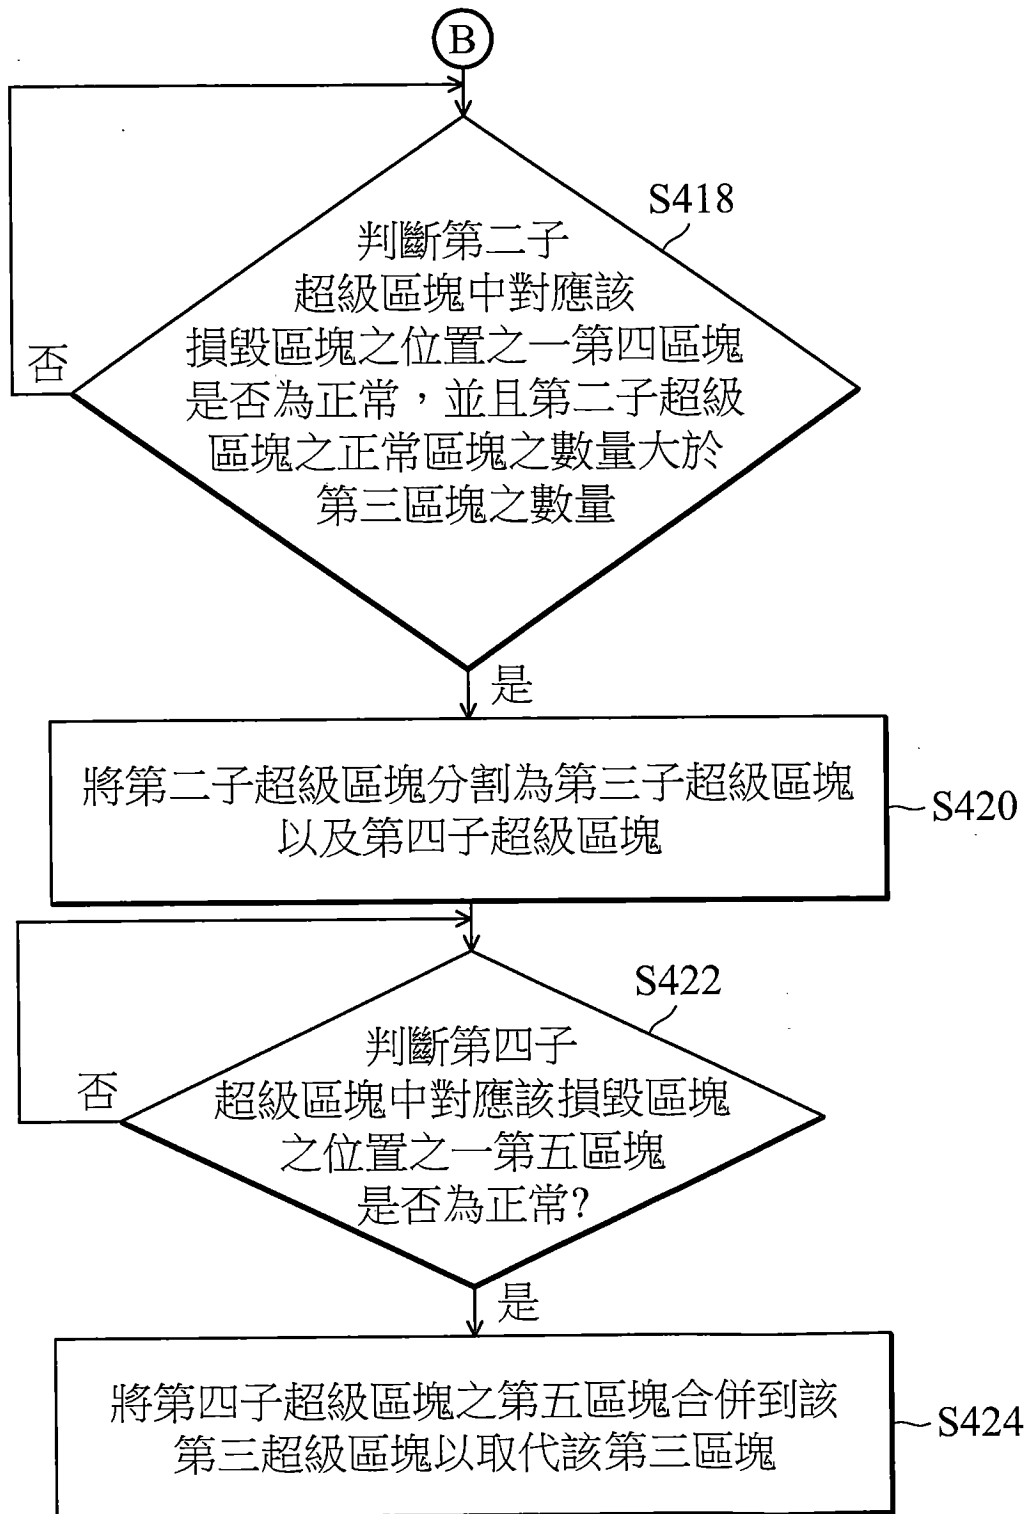 B
S418
判斷第二子
超級區塊中對應該
損毀區塊之位置之一第四區塊
是否為正常，並且第二子超級
區塊之正常區塊之數量大於
第三區塊之數量
否
是
將第二子超級區塊分割為第三子超級區塊
以及第四子超級區塊
S420
S422
判斷第四子
超級區塊中對應該損毀區塊
之位置之一第五區塊
是否為正常?
否
是
將第四子超級區塊之第五區塊合併到該
第三超級區塊以取代該第三區塊
S424